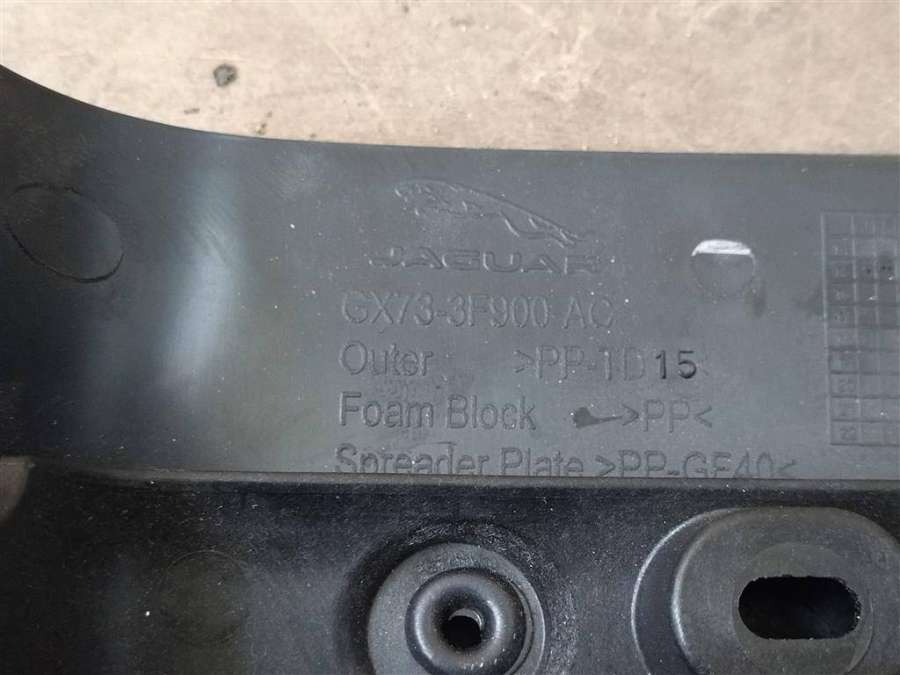 JAGUAR
GX73-3F900 AC
Outer >PP-TD15<
Foam Block >PP<
Spreader Plate >PP-GF40<